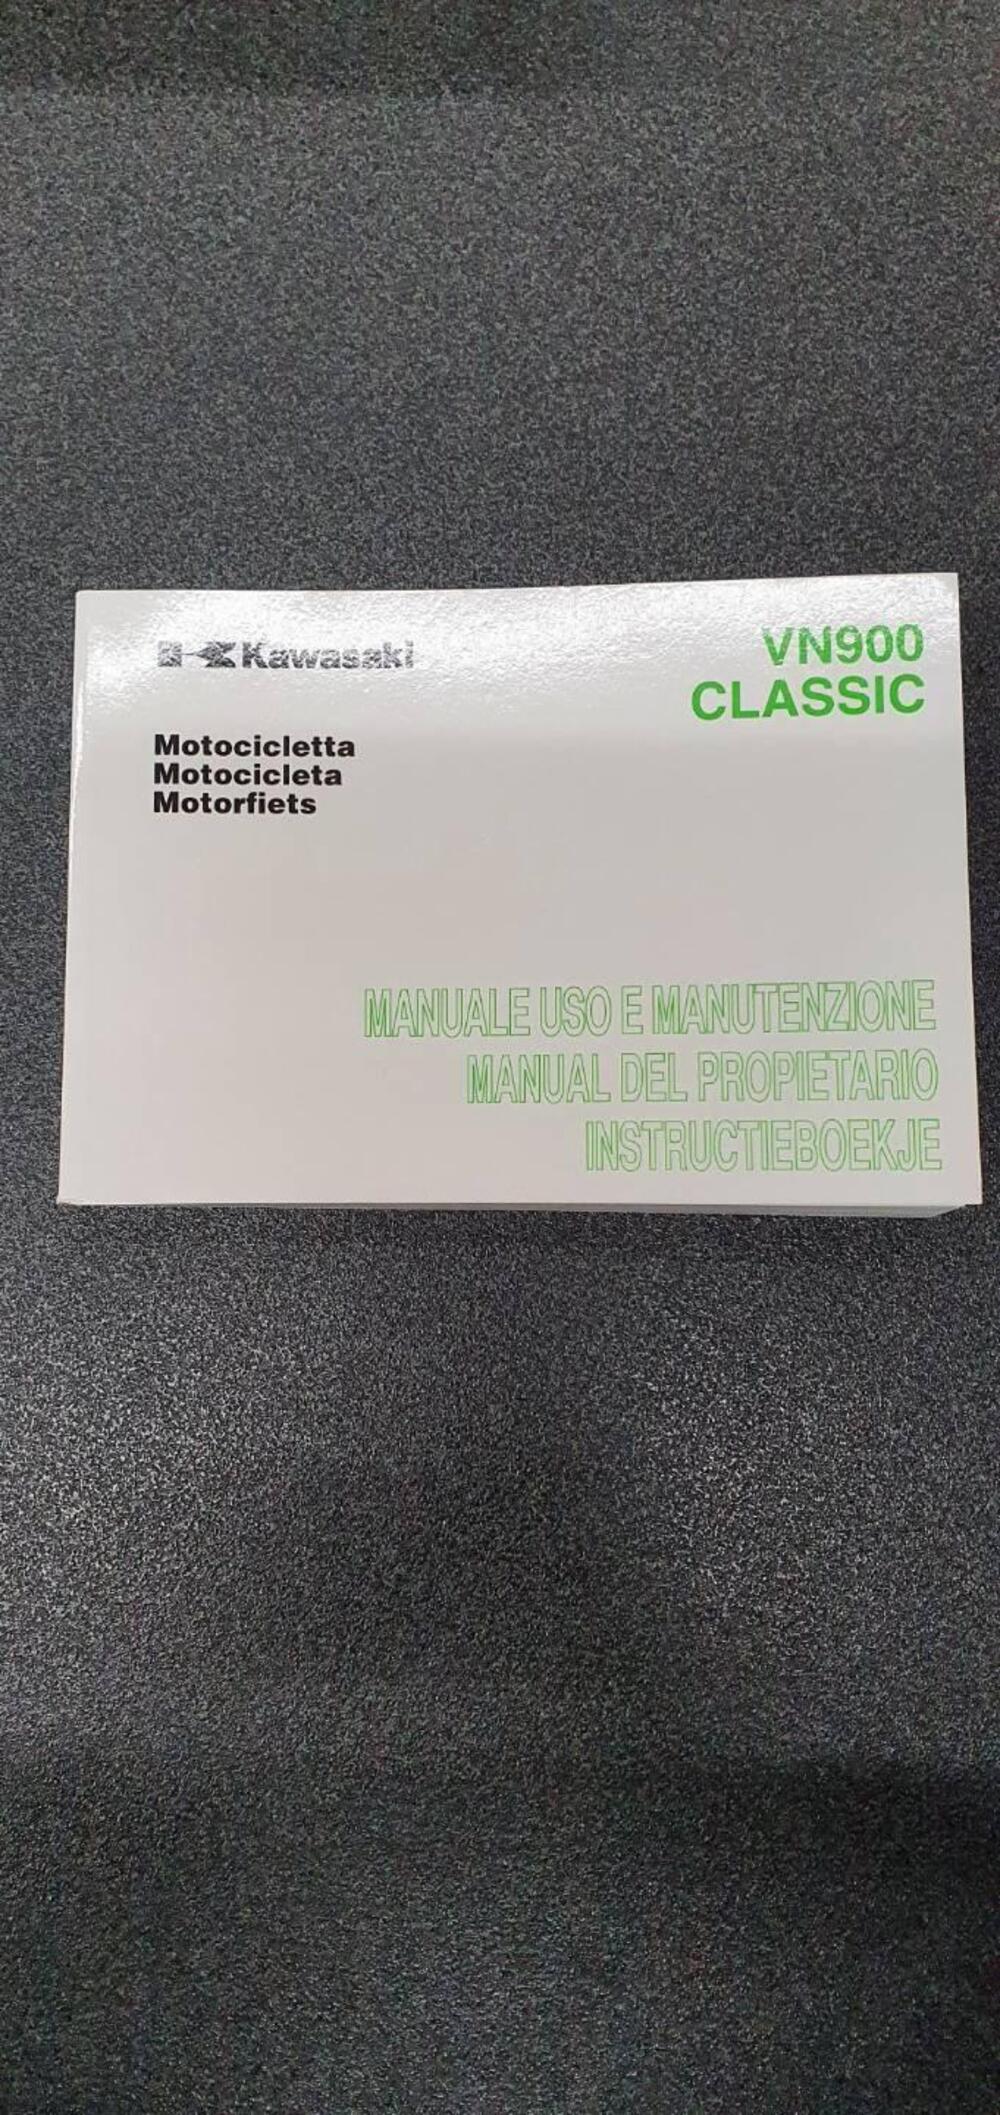 Kawasaki
VN900
CLASSIC
Motocicletta
Motocicleta
Motorfiets
MANUALE USO E MANUTENZIONE
MANUAL DEL PROPIETARIO
INSTRUCTIEBOEKJE